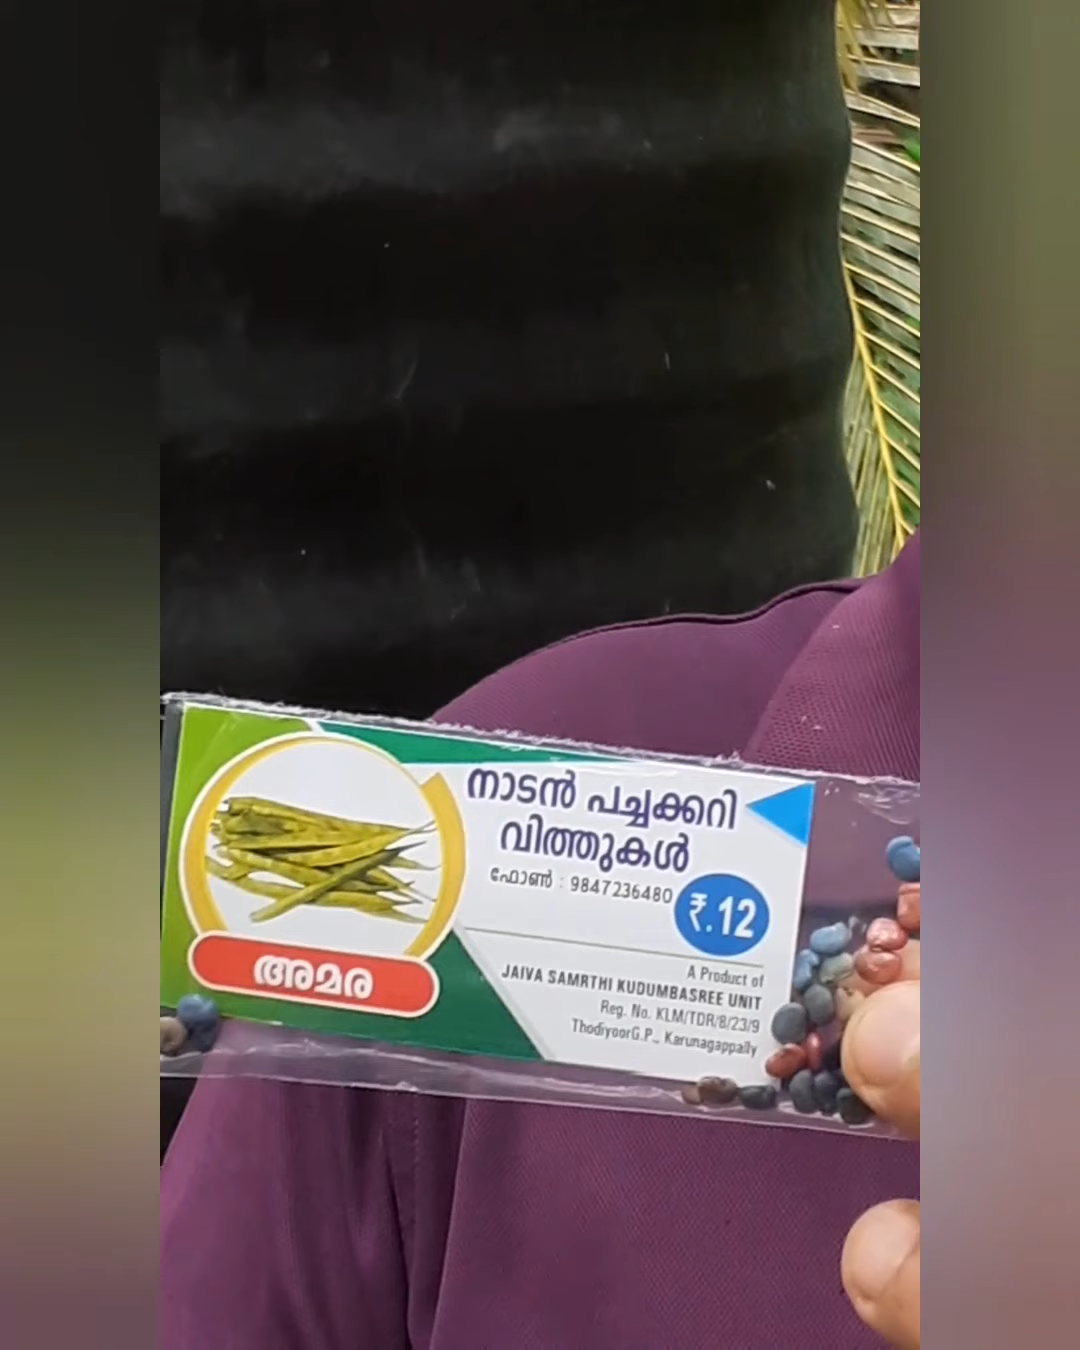 നാടൻ പച്ചക്കറി
വിത്തുകൾ
ഫോൺ : 9847236480
₹.12
അമര
A Product of
JAIVA SAMRTHI KUDUMBASREE UNIT
Reg. No. KLM/TDR/8/23/9
ThodiyoorG.P., Karunagappally